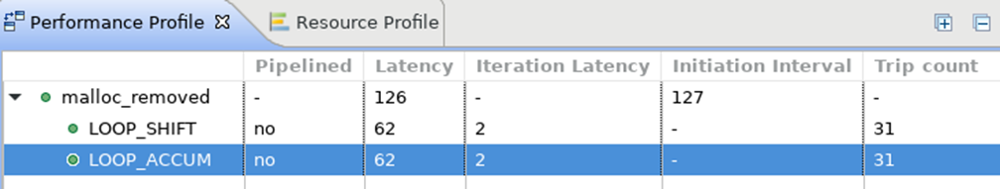 Performance Profile Resource Profile
Pipelined Latency Iteration Latency Initiation Interval Trip count
malloc_removed - 126 - 127 -
LOOP_SHIFT no 62 2 - 31
LOOP_ACCUM no 62 2 - 31